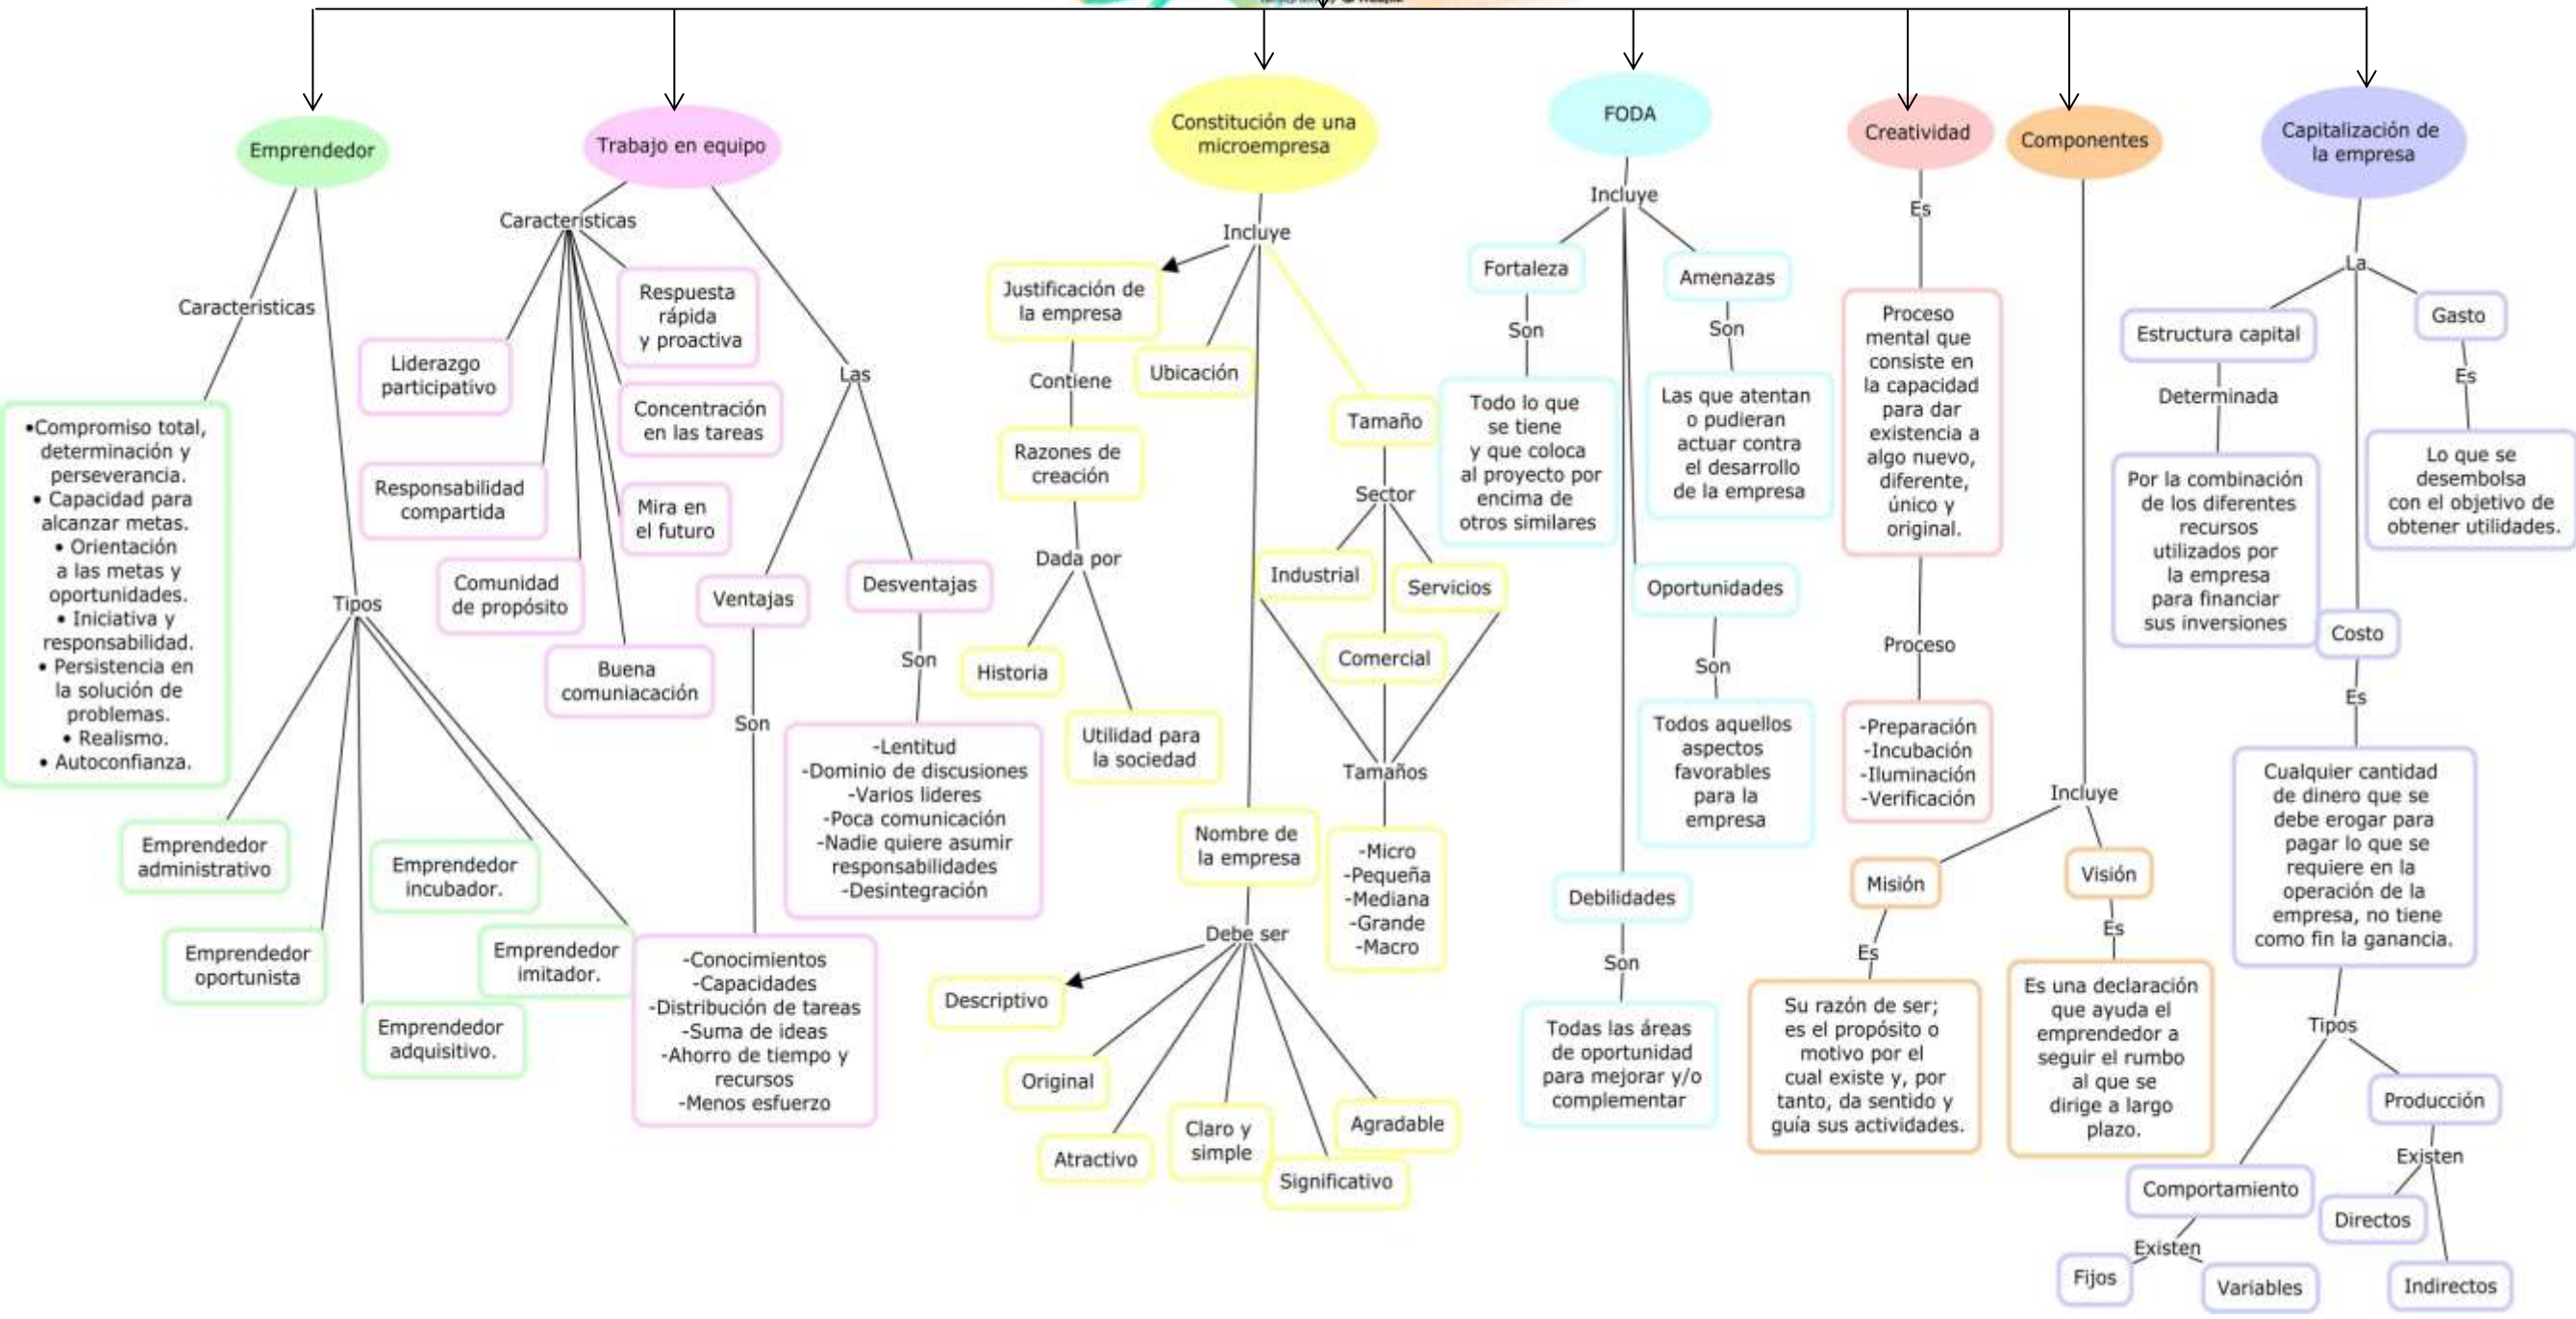 Emprendedor
Caracteristicas
•Compromiso total,
determinación y
perseverancia.
• Capacidad para
alcanzar metas.
• Orientación
a las metas y
oportunidades.
• Iniciativa y
responsabilidad.
• Persistencia en
la solución de
problemas.
• Realismo.
• Autoconfianza.
Tipos
Emprendedor
administrativo
Emprendedor
oportunista
Emprendedor
adquisitivo.
Emprendedor
incubador.
Emprendedor
imitador.
Trabajo en equipo
Caracteristicas
Liderazgo
participativo
Responsabilidad
compartida
Comunidad
de propósito
Buena
comuniacación
Mira en
el futuro
Concentración
en las tareas
Respuesta
rápida
y proactiva
Las
Ventajas
Son
-Conocimientos
-Capacidades
-Distribución de tareas
-Suma de ideas
-Ahorro de tiempo y
recursos
-Menos esfuerzo
Desventajas
Son
-Lentitud
-Dominio de discusiones
-Varios lideres
-Poca comunicación
-Nadie quiere asumir
responsabilidades
-Desintegración
Constitución de una
microempresa
Incluye
Justificación de
la empresa
Contiene
Razones de
creación
Dada por
Historia
Utilidad para
la sociedad
Ubicación
Nombre de
la empresa
Debe ser
Descriptivo
Original
Atractivo
Claro y
simple
Significativo
Agradable
Tamaño
Sector
Industrial
Comercial
Servicios
Tamaños
-Micro
-Pequeña
-Mediana
-Grande
-Macro
FODA
Incluye
Fortaleza
Son
Todo lo que
se tiene
y que coloca
al proyecto por
encima de
otros similares
Amenazas
Son
Las que atentan
o pudieran
actuar contra
el desarrollo
de la empresa
Oportunidades
Son
Todos aquellos
aspectos
favorables
para la
empresa
Debilidades
Son
Todas las áreas
de oportunidad
para mejorar y/o
complementar
Creatividad
Es
Proceso
mental que
consiste en
la capacidad
para dar
existencia a
algo nuevo,
diferente,
único y
original.
Proceso
-Preparación
-Incubación
-Iluminación
-Verificación
Componentes
Incluye
Misión
Es
Su razón de ser;
es el propósito o
motivo por el
cual existe y, por
tanto, da sentido y
guía sus actividades.
Visión
Es
Es una declaración
que ayuda el
emprendedor a
seguir el rumbo
al que se
dirige a largo
plazo.
Capitalización de
la empresa
La
Estructura capital
Determinada
Por la combinación
de los diferentes
recursos
utilizados por
la empresa
para financiar
sus inversiones
Gasto
Es
Lo que se
desembolsa
con el objetivo de
obtener utilidades.
Costo
Es
Cualquier cantidad
de dinero que se
debe erogar para
pagar lo que se
requiere en la
operación de la
empresa, no tiene
como fin la ganancia.
Tipos
Comportamiento
Existen
Fijos
Variables
Producción
Existen
Directos
Indirectos